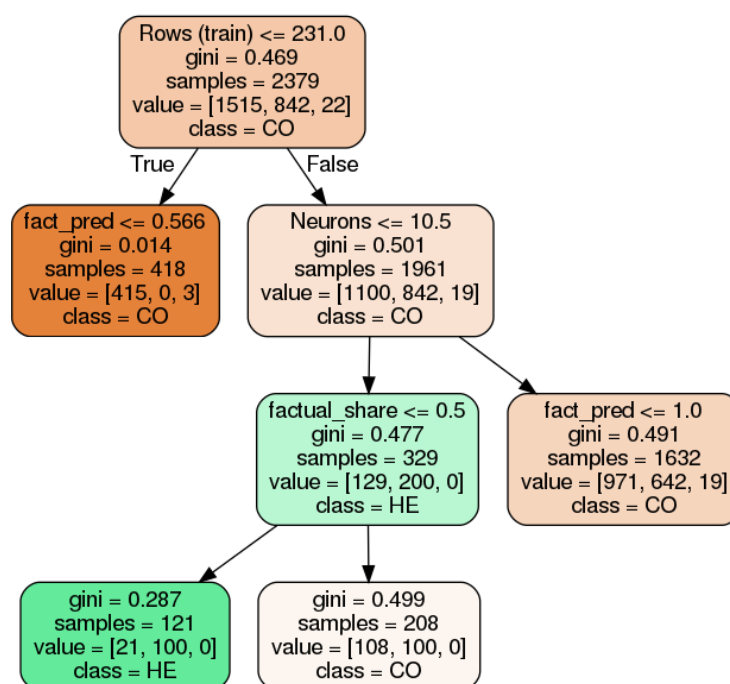 Rows (train) <= 231.0
gini = 0.469
samples = 2379
value = [1515, 842, 22]
class = CO
True
False
fact_pred <= 0.566
gini = 0.014
samples = 418
value = [415, 0, 3]
class = CO
Neurons <= 10.5
gini = 0.501
samples = 1961
value = [1100, 842, 19]
class = CO
factual_share <= 0.5
gini = 0.477
samples = 329
value = [129, 200, 0]
class = HE
fact_pred <= 1.0
gini = 0.491
samples = 1632
value = [971, 642, 19]
class = CO
gini = 0.287
samples = 121
value = [21, 100, 0]
class = HE
gini = 0.499
samples = 208
value = [108, 100, 0]
class = CO